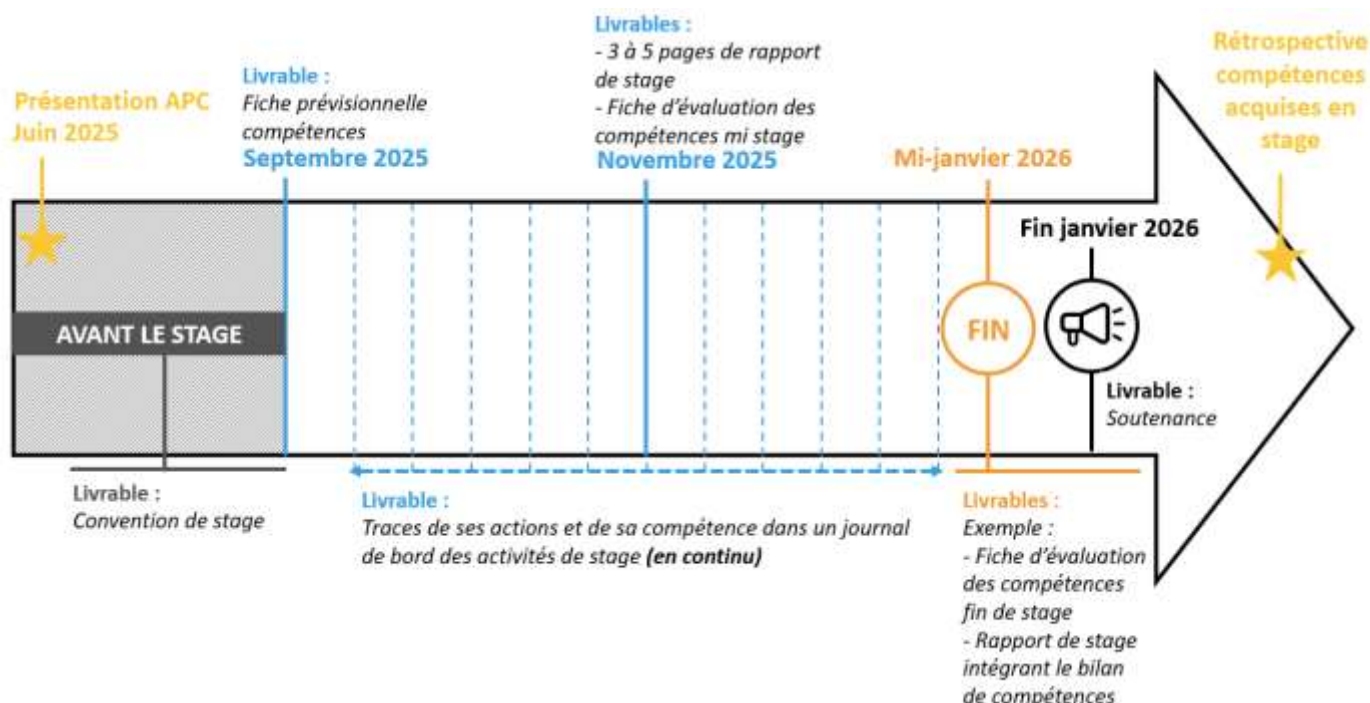 Présentation APC
Juin 2025
Livrable :
Fiche prévisionnelle
compétences
Septembre 2025
Livrables :
- 3 à 5 pages de rapport
de stage
- Fiche d'évaluation des
compétences mi stage
Novembre 2025
Mi-janvier 2026
Rétrospective
compétences
acquises en
stage
Fin janvier 2026
AVANT LE STAGE
FIN
Livrable :
Soutenance
Livrable :
Convention de stage
Livrable :
Traces de ses actions et de sa compétence dans un journal
de bord des activités de stage (en continu)
Livrables :
Exemple :
- Fiche d'évaluation
des compétences
fin de stage
- Rapport de stage
intégrant le bilan
de compétences